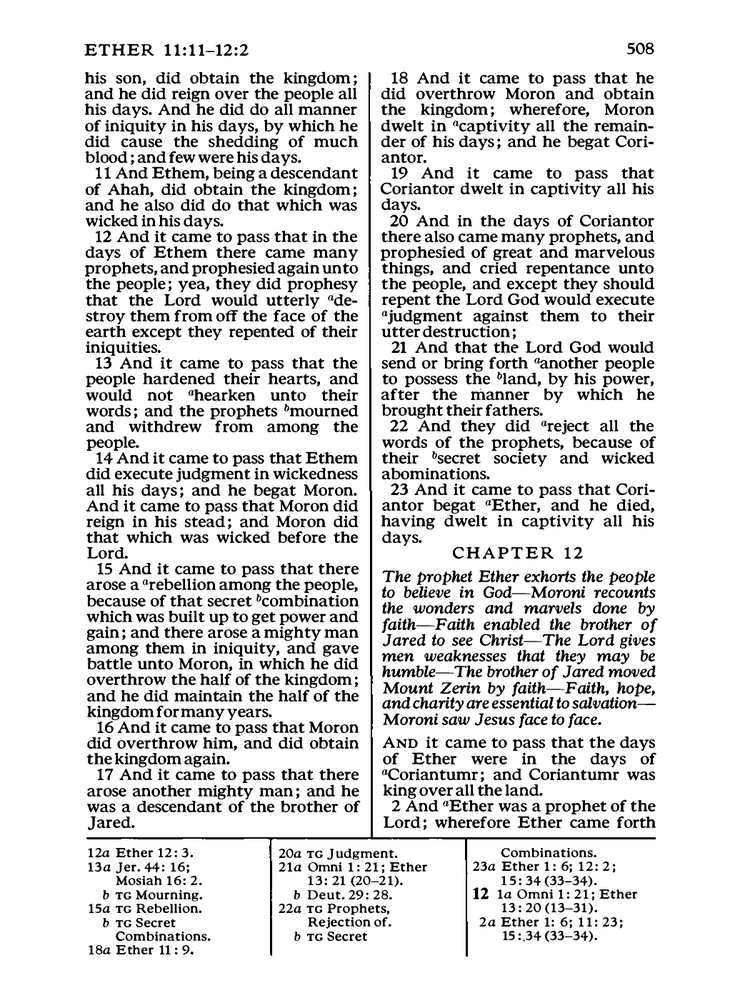 ETHER 11:11–12:2
508
his son, did obtain the kingdom;
and he did reign over the people all
his days. And he did do all manner
of iniquity in his days, by which he
did cause the shedding of much
blood; and few were his days.
11 And Ethem, being a descendant
of Ahah, did obtain the kingdom;
and he also did do that which was
wicked in his days.
12 And it came to pass that in the
days of Ethem there came many
prophets, and prophesied again unto
the people; yea, they did prophesy
that the Lord would utterly ade-
stroy them from off the face of the
earth except they repented of their
iniquities.
13 And it came to pass that the
people hardened their hearts, and
would not ahearken unto their
words; and the prophets bmourned
and withdrew from among the
people.
14 And it came to pass that Ethem
did execute judgment in wickedness
all his days; and he begat Moron.
And it came to pass that Moron did
reign in his stead; and Moron did
that which was wicked before the
Lord.
15 And it came to pass that there
arose a arebellion among the people,
because of that secret bcombination
which was built up to get power and
gain; and there arose a mighty man
among them in iniquity, and gave
battle unto Moron, in which he did
overthrow the half of the kingdom;
and he did maintain the half of the
kingdom for many years.
16 And it came to pass that Moron
did overthrow him, and did obtain
the kingdom again.
17 And it came to pass that there
arose another mighty man; and he
was a descendant of the brother of
Jared.
18 And it came to pass that he
did overthrow Moron and obtain
the kingdom; wherefore, Moron
dwelt in acaptivity all the remain-
der of his days; and he begat Cori-
antor.
19 And it came to pass that
Coriantor dwelt in captivity all his
days.
20 And in the days of Coriantor
there also came many prophets, and
prophesied of great and marvelous
things, and cried repentance unto
the people, and except they should
repent the Lord God would execute
ajudgment against them to their
utter destruction;
21 And that the Lord God would
send or bring forth aanother people
to possess the bland, by his power,
after the manner by which he
brought their fathers.
22 And they did areject all the
words of the prophets, because of
their bsecret society and wicked
abominations.
23 And it came to pass that Cori-
antor begat aEther, and he died,
having dwelt in captivity all his
days.
CHAPTER 12
The prophet Ether exhorts the people
to believe in God—Moroni recounts
the wonders and marvels done by
faith—Faith enabled the brother of
Jared to see Christ—The Lord gives
men weaknesses that they may be
humble—The brother of Jared moved
Mount Zerin by faith—Faith, hope,
and charity are essential to salvation—
Moroni saw Jesus face to face.
AND it came to pass that the days
of Ether were in the days of
aCoriantumr; and Coriantumr was
king over all the land.
2 And aEther was a prophet of the
Lord; wherefore Ether came forth
12a Ether 12: 3.
13a Jer. 44: 16;
Mosiah 16: 2.
b TG Mourning.
15a TG Rebellion.
b TG Secret
Combinations.
18a Ether 11: 9.
20a TG Judgment.
21a Omni 1: 21; Ether
13: 21 (20–21).
b Deut. 29: 28.
22a TG Prophets,
Rejection of.
b TG Secret
Combinations.
23a Ether 1: 6; 12: 2;
15: 34 (33–34).
12 1a Omni 1: 21; Ether
13: 20 (13–31).
2a Ether 1: 6; 11: 23;
15: 34 (33–34).